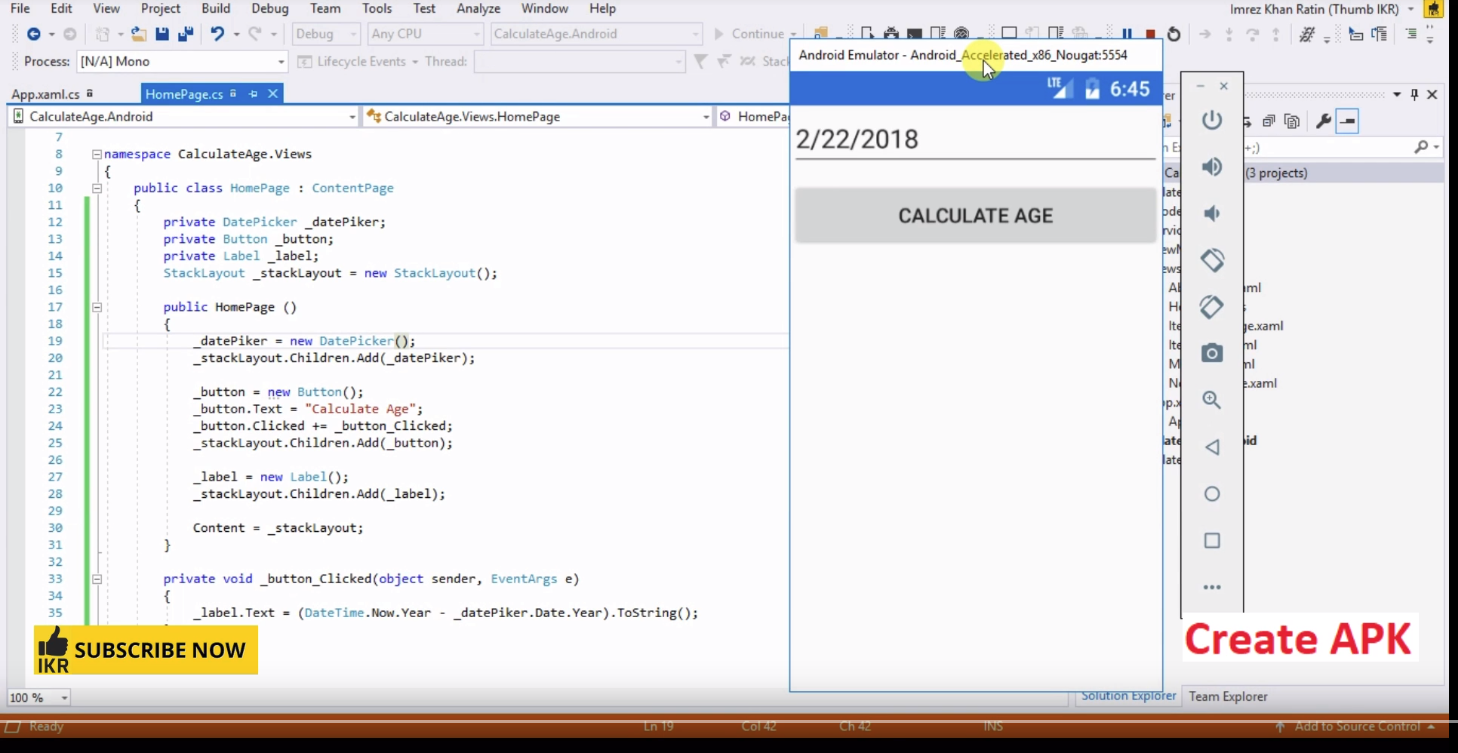 File Edit View Project Build Debug Team Tools Test Analyze Window Help Imrez Khan Ratin (Thumb IKR)
Debug Any CPU CalculateAge.Android Continue
Process: [N/A] Mono Lifecycle Events Thread: Stack
Android Emulator - Android_Accelerated_x86_Nougat:5554
App.xaml.cs HomePage.cs
CalculateAge.Android CalculateAge.Views.HomePage HomePa
LTE 6:45
2/22/2018
CALCULATE AGE
7
8 namespace CalculateAge.Views
9 {
10 public class HomePage : ContentPage
11 {
12 private DatePicker _datePiker;
13 private Button _button;
14 private Label _label;
15 StackLayout _stackLayout = new StackLayout();
16
17 public HomePage ()
18 {
19 _datePiker = new DatePicker();
20 _stackLayout.Children.Add(_datePiker);
21
22 _button = new Button();
23 _button.Text = "Calculate Age";
24 _button.Clicked += _button_Clicked;
25 _stackLayout.Children.Add(_button);
26
27 _label = new Label();
28 _stackLayout.Children.Add(_label);
29
30 Content = _stackLayout;
31 }
32
33 private void _button_Clicked(object sender, EventArgs e)
34 {
35 _label.Text = (DateTime.Now.Year - _datePiker.Date.Year).ToString();
(3 projects)
SUBSCRIBE NOW
IKR
Create APK
100 %
Solution Explorer Team Explorer
Ready Ln 19 Col 42 Ch 42 INS Add to Source Control